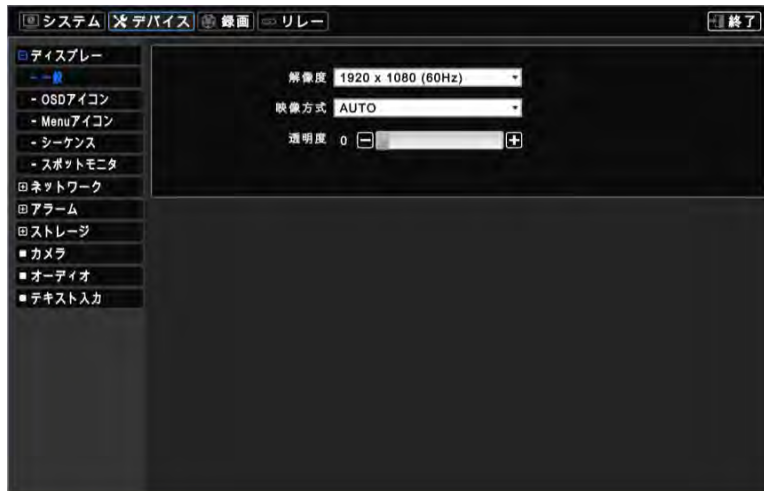 システム デバイス 録画 リレー 終了
ディスプレー
- 一般
- OSDアイコン
- Menuアイコン
- シーケンス
- スポットモニタ
ネットワーク
アラーム
ストレージ
カメラ
オーディオ
テキスト入力
解像度 1920 x 1080 (60Hz)
映像方式 AUTO
透明度 0